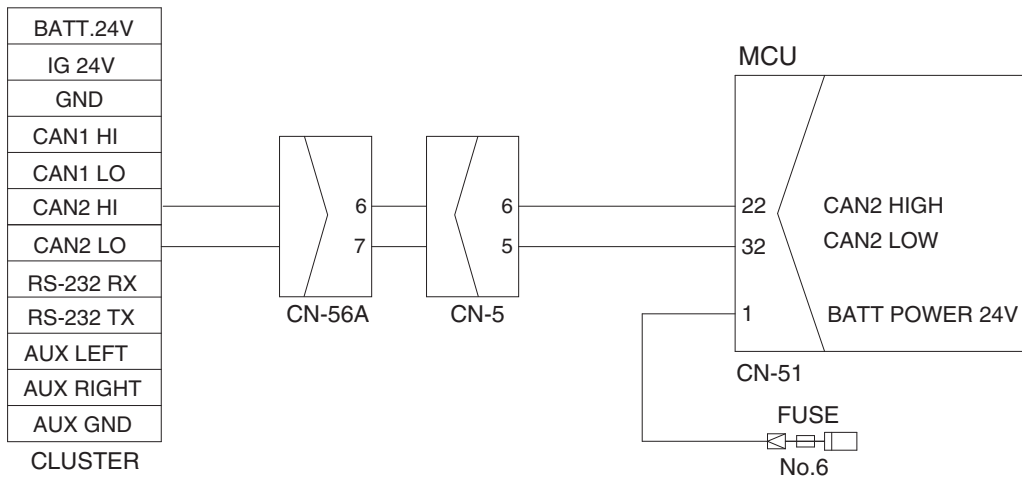 BATT.24V
IG 24V
GND
CAN1 HI
CAN1 LO
CAN2 HI
CAN2 LO
RS-232 RX
RS-232 TX
AUX LEFT
AUX RIGHT
AUX GND
CLUSTER
6
7
CN-56A
6
5
CN-5
MCU
22 CAN2 HIGH
32 CAN2 LOW
1 BATT POWER 24V
CN-51
FUSE
No.6